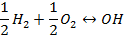 1/2 H₂ + 1/2 O₂ ↔ OH